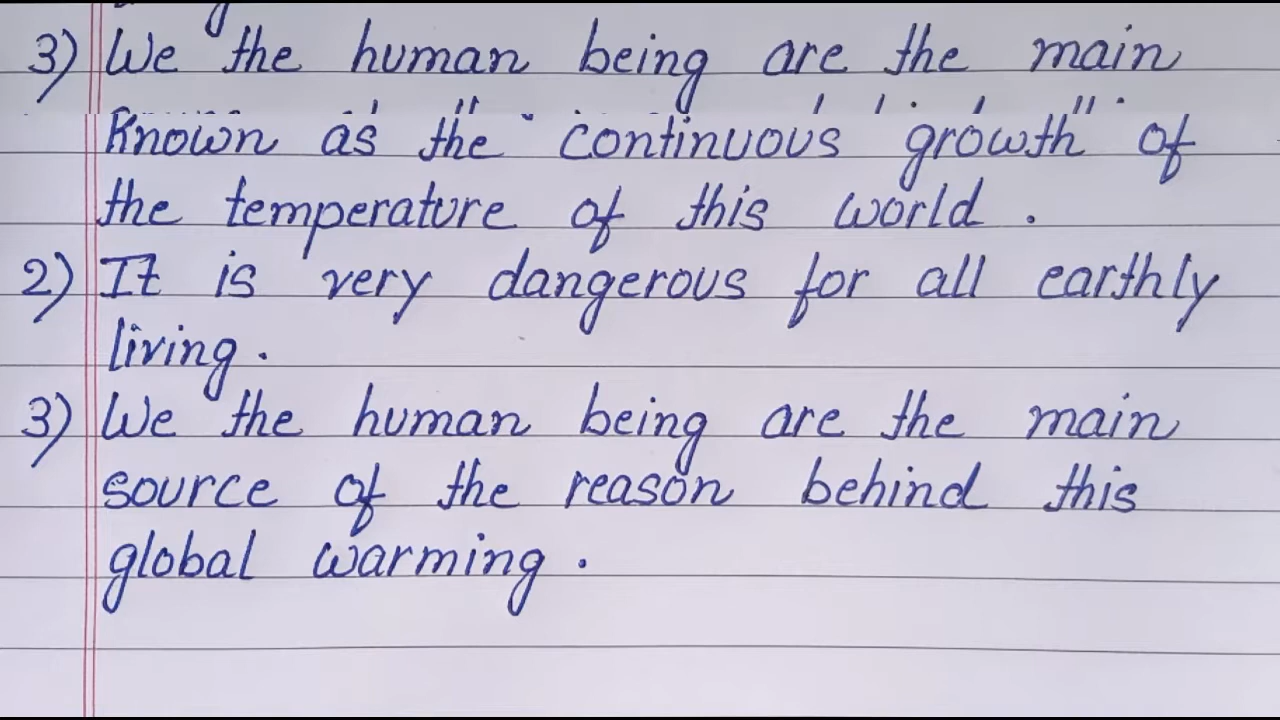 3) We the human being are the main
known as the continuous growth of
the temperature of this world .
2) It is very dangerous for all earthly
living .
3) We the human being are the main
source of the reason behind this
global warming .